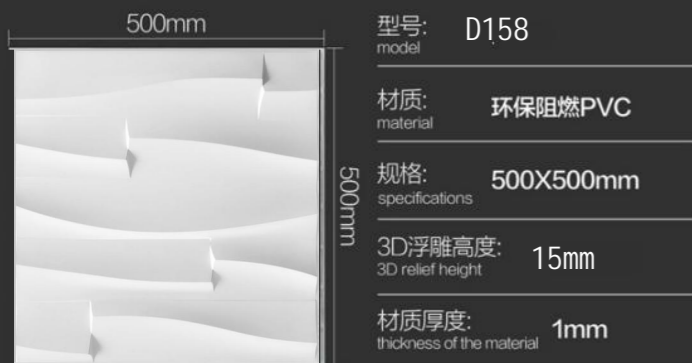 500mm
500mm
型号: D158
model
材质: 环保阻燃PVC
material
规格: 500X500mm
specifications
3D浮雕高度: 15mm
3D relief height
材质厚度: 1mm
thickness of the material